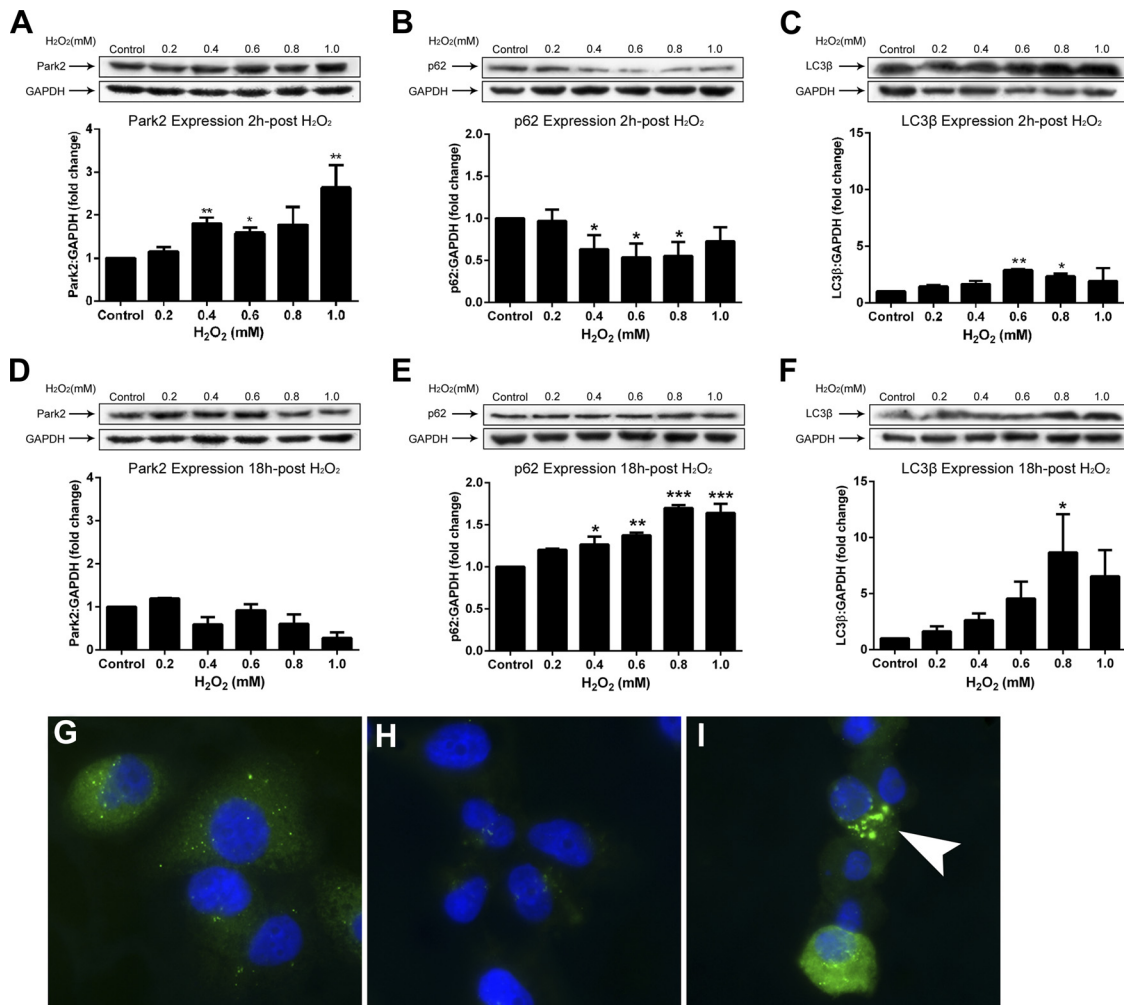 A
H₂O₂(mM) Control 0.2 0.4 0.6 0.8 1.0
Park2
GAPDH
Park2 Expression 2h-post H₂O₂
Park2:GAPDH (fold change)
4
3
2
1
0
** * **
Control 0.2 0.4 0.6 0.8 1.0
H₂O₂ (mM)
B
H₂O₂(mM) Control 0.2 0.4 0.6 0.8 1.0
p62
GAPDH
p62 Expression 2h-post H₂O₂
p62:GAPDH (fold change)
2.0
1.5
1.0
0.5
0.0
* * *
Control 0.2 0.4 0.6 0.8 1.0
H₂O₂ (mM)
C
H₂O₂(mM) Control 0.2 0.4 0.6 0.8 1.0
LC3β
GAPDH
LC3β Expression 2h-post H₂O₂
LC3β:GAPDH (fold change)
15
10
5
0
** *
Control 0.2 0.4 0.6 0.8 1.0
H₂O₂ (mM)
D
H₂O₂(mM) Control 0.2 0.4 0.6 0.8 1.0
Park2
GAPDH
Park2 Expression 18h-post H₂O₂
Park2:GAPDH (fold change)
4
3
2
1
0
Control 0.2 0.4 0.6 0.8 1.0
H₂O₂ (mM)
E
H₂O₂(mM) Control 0.2 0.4 0.6 0.8 1.0
p62
GAPDH
p62 Expression 18h-post H₂O₂
p62:GAPDH (fold change)
2.0
1.5
1.0
0.5
0.0
* ** *** ***
Control 0.2 0.4 0.6 0.8 1.0
H₂O₂ (mM)
F
H₂O₂(mM) Control 0.2 0.4 0.6 0.8 1.0
LC3β
GAPDH
LC3β Expression 18h-post H₂O₂
LC3β:GAPDH (fold change)
15
10
5
0
*
Control 0.2 0.4 0.6 0.8 1.0
H₂O₂ (mM)
G
H
I